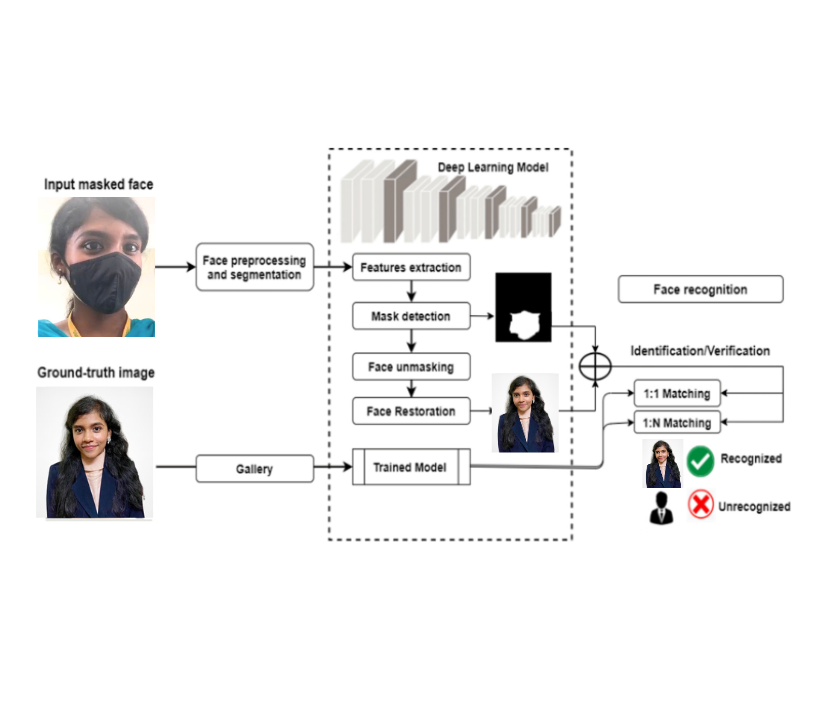 Deep Learning Model
Input masked face
Face preprocessing
and segmentation
Features extraction
Mask detection
Face unmasking
Face Restoration
Face recognition
Identification/Verification
1:1 Matching
1:N Matching
Ground-truth image
Gallery
Trained Model
Recognized
Unrecognized